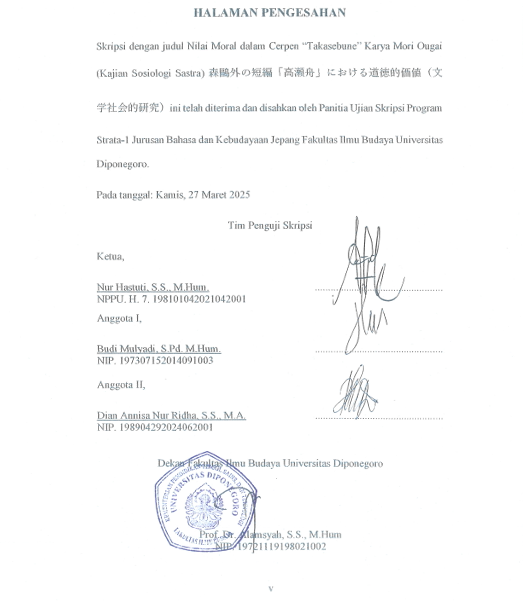 HALAMAN PENGESAHAN
Skripsi dengan judul Nilai Moral dalam Cerpen “Takasebune” Karya Mori Ougai
(Kajian Sosiologi Sastra) 森鷗外の短編「高瀬舟」における道徳的価値（文
学社会的研究）ini telah diterima dan disahkan oleh Panitia Ujian Skripsi Program
Strata-1 Jurusan Bahasa dan Kebudayaan Jepang Fakultas Ilmu Budaya Universitas
Diponegoro.
Pada tanggal: Kamis, 27 Maret 2025
Tim Penguji Skripsi
Ketua,
Nur Hastuti, S.S., M.Hum.
NPPU. H. 7. 198101042021042001
Anggota I,
Budi Mulyadi, S.Pd. M.Hum.
NIP. 197307152014091003
Anggota II,
Dian Annisa Nur Ridha, S.S., M.A.
NIP. 198904292024062001
Dekan Fakultas Ilmu Budaya Universitas Diponegoro
UNIVERSITAS DIPONEGORO
Prof. Dr. Alamsyah, S.S., M.Hum
NIP. 197211191998021002
v